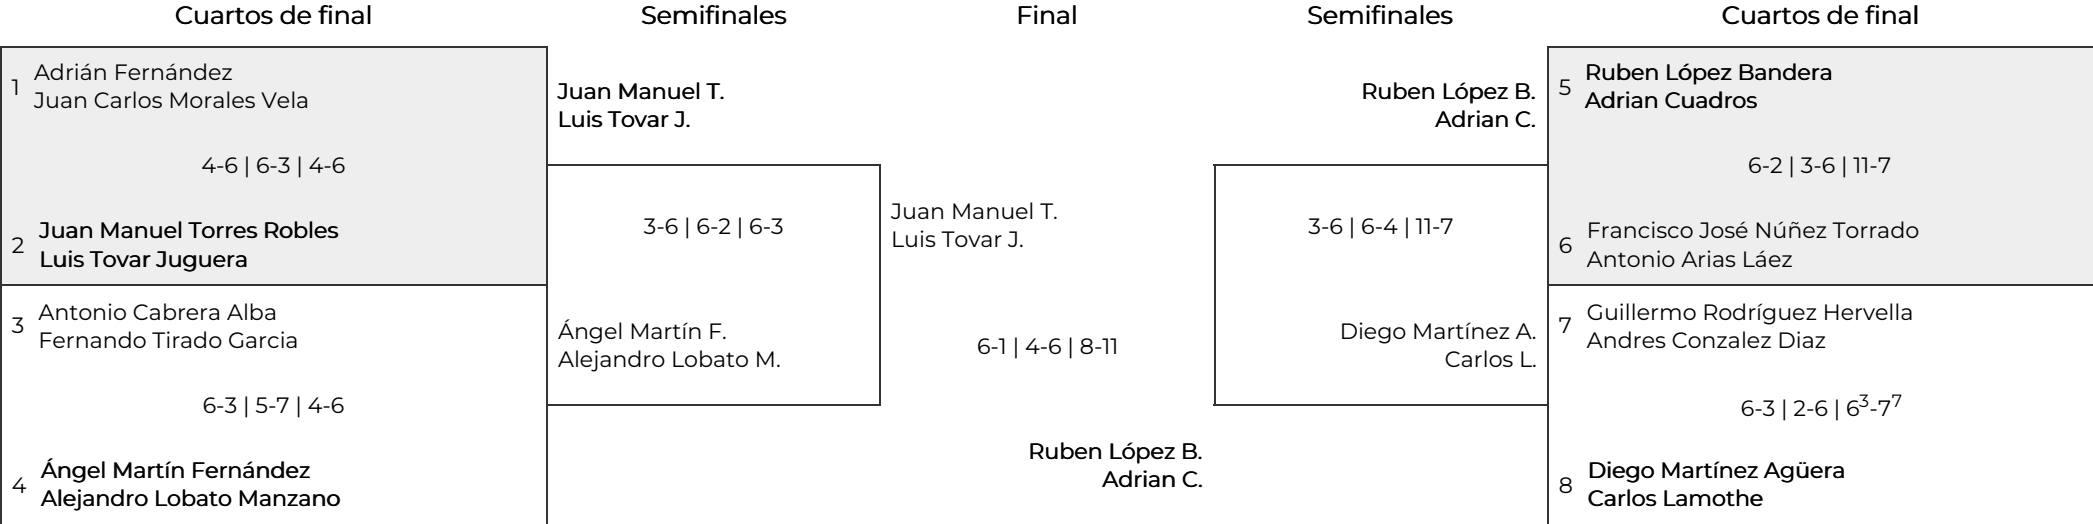 Cuartos de final
Semifinales
Final
Semifinales
Cuartos de final
1
Adrián Fernández
Juan Carlos Morales Vela
4-6 | 6-3 | 4-6
2
Juan Manuel Torres Robles
Luis Tovar Juguera
3
Antonio Cabrera Alba
Fernando Tirado Garcia
6-3 | 5-7 | 4-6
4
Ángel Martín Fernández
Alejandro Lobato Manzano
Juan Manuel T.
Luis Tovar J.
3-6 | 6-2 | 6-3
Ángel Martín F.
Alejandro Lobato M.
Juan Manuel T.
Luis Tovar J.
6-1 | 4-6 | 8-11
Ruben López B.
Adrian C.
Ruben López B.
Adrian C.
3-6 | 6-4 | 11-7
Diego Martínez A.
Carlos L.
5
Ruben López Bandera
Adrian Cuadros
6-2 | 3-6 | 11-7
6
Francisco José Núñez Torrado
Antonio Arias Láez
7
Guillermo Rodríguez Hervella
Andres Conzalez Diaz
6-3 | 2-6 | 6³-7⁷
8
Diego Martínez Agüera
Carlos Lamothe